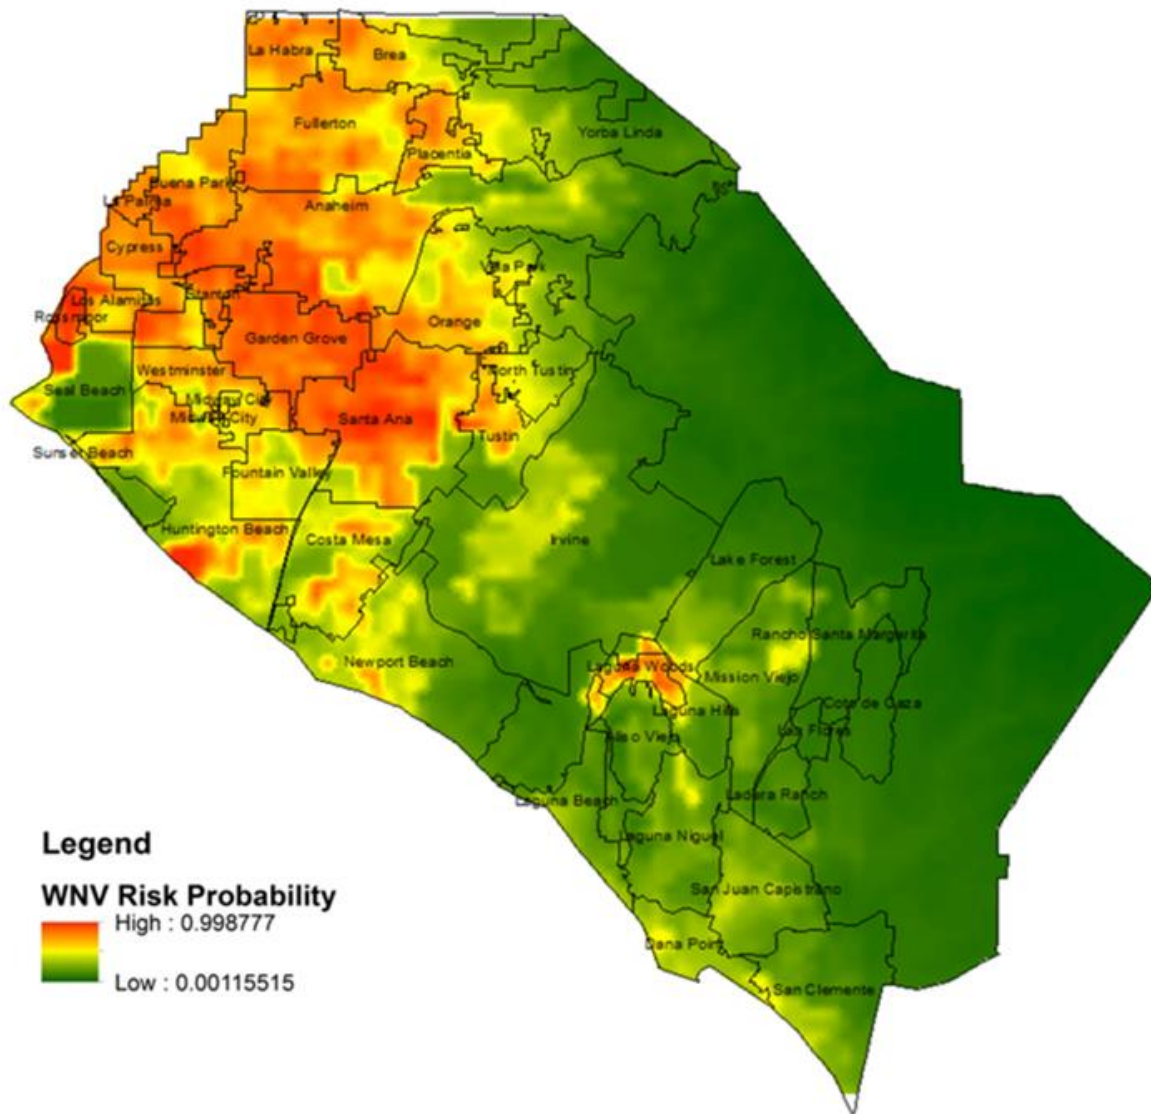 La Habra
Brea
Fullerton
Yorba Linda
Placentia
Buena Park
La Palma
Anaheim
Cypress
Villa Park
Stanton
Los Alamitos
Rossmoor
Orange
Garden Grove
Westminster
North Tustin
Seal Beach
Midway City
Midway City
Santa Ana
Tustin
Sunset Beach
Fountain Valley
Huntington Beach
Costa Mesa
Irvine
Lake Forest
Rancho Santa Margarita
Newport Beach
Laguna Woods
Mission Viejo
Laguna Hills
Coto de Caza
Las Flores
Aliso Viejo
Laguna Beach
Ladera Ranch
Laguna Niguel
San Juan Capistrano
Dana Point
San Clemente
Legend
WNV Risk Probability
High : 0.998777
Low : 0.00115515